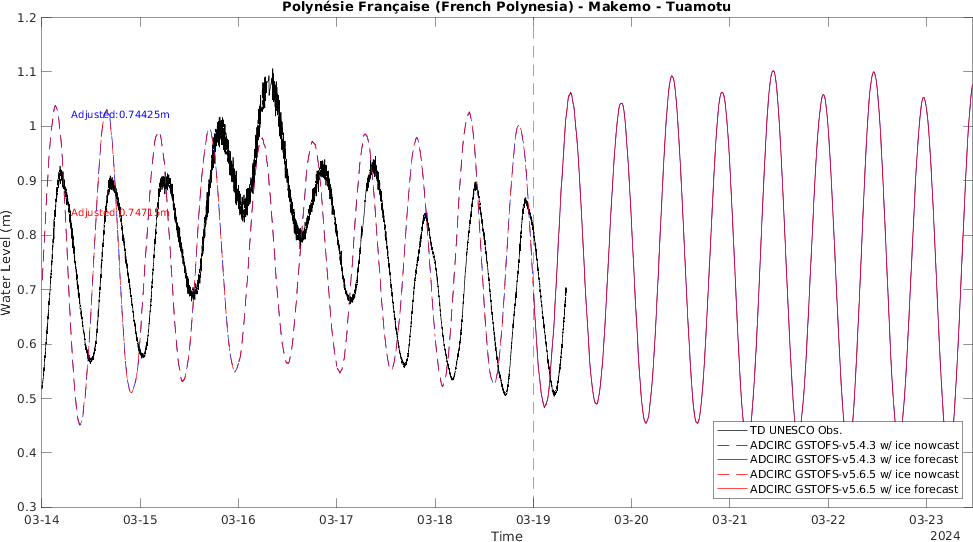 Polynésie Française (French Polynesia) - Makemo - Tuamotu
Water Level (m)
1.2
1.1
1
0.9
0.8
0.7
0.6
0.5
0.4
0.3
Adjusted:0.74425m
Adjusted:0.74715m
TD UNESCO Obs.
ADCIRC GSTOFS-v5.4.3 w/ ice nowcast
ADCIRC GSTOFS-v5.4.3 w/ ice forecast
ADCIRC GSTOFS-v5.6.5 w/ ice nowcast
ADCIRC GSTOFS-v5.6.5 w/ ice forecast
03-14 03-15 03-16 03-17 03-18 03-19 03-20 03-21 03-22 03-23
Time
2024